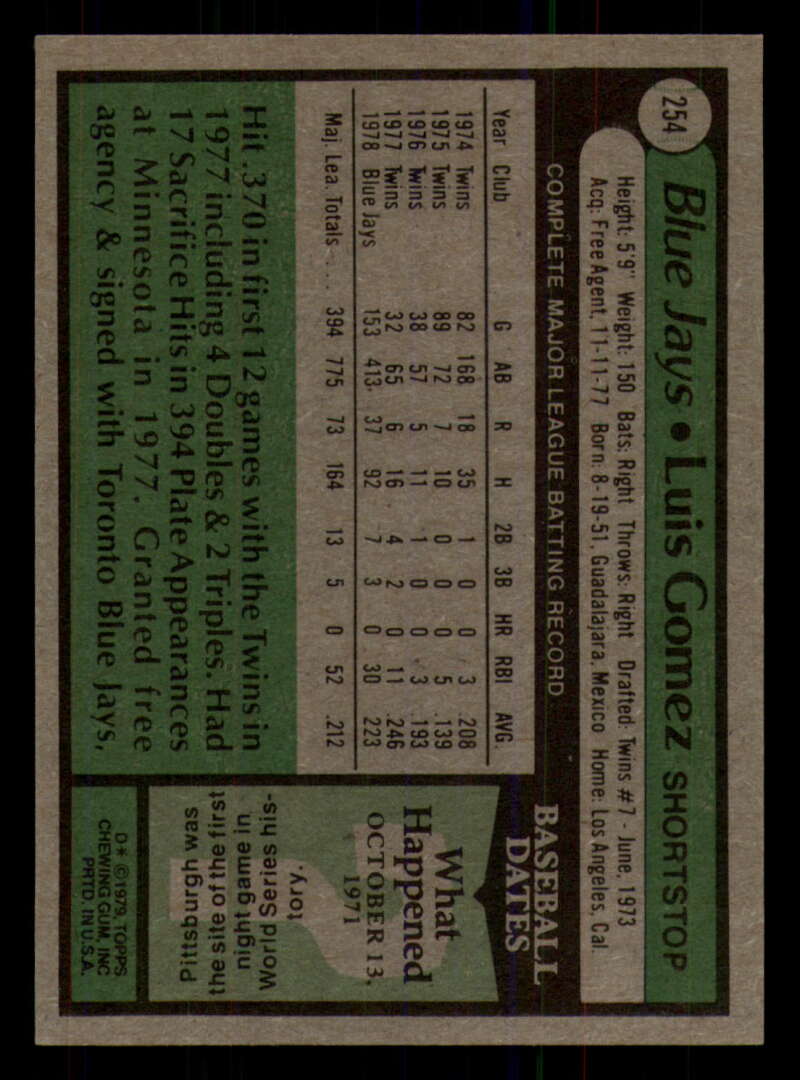 254
Blue Jays • Luis Gomez SHORTSTOP
Height: 5'9" Weight: 150 Bats: Right Throws: Right Drafted: Twins #7 - June, 1973
Acq: Free Agent, 11-11-77 Born: 8-19-51, Guadalajara, Mexico Home: Los Angeles, Cal.
COMPLETE MAJOR LEAGUE BATTING RECORD
Year Club G AB R H 2B 3B HR RBI AVG.
1974 Twins 82 168 18 35 1 0 0 3 .208
1975 Twins 89 72 7 10 0 0 0 5 .139
1976 Twins 38 57 5 11 1 0 0 3 .193
1977 Twins 32 65 6 16 4 2 0 11 .246
1978 Blue Jays 153 413 37 92 7 3 0 30 .223
Maj. Lea. Totals .... 394 775 73 164 13 5 0 52 .212
Hit .370 in first 12 games with the Twins in
1977 including 4 Doubles & 2 Triples. Had
17 Sacrifice Hits in 394 Plate Appearances
at Minnesota in 1977. Granted free
agency & signed with Toronto Blue Jays,
BASEBALL
DATES
What
Happened
OCTOBER 13,
1971
Pittsburgh was
the site of the first
night game in
World Series his-
tory.
D* ©1979, TOPPS
CHEWING GUM, INC
PRTD. IN U.S.A.